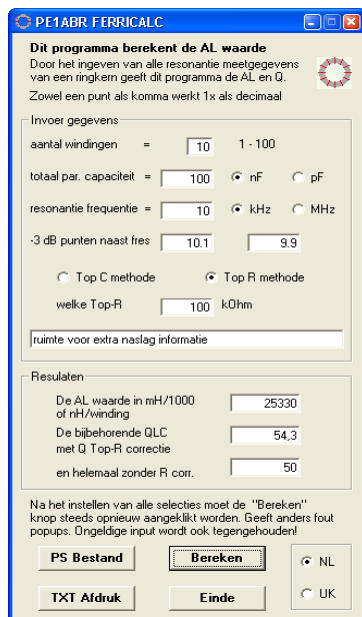 PE1ABR FERRICALC
Dit programma berekent de AL waarde
Door het ingeven van alle resonantie meetgegevens
van een ringkern geeft dit programma de AL en Q.
Zowel een punt als komma werkt 1x als decimaal
Invoer gegevens
aantal windingen = 10 1 - 100
totaal par. capaciteit = 100 nF pF
resonantie frequentie = 10 kHz MHz
-3 dB punten naast fres 10.1 9.9
Top C methode Top R methode
welke Top-R 100 kOhm
ruimte voor extra naslag informatie
Resulaten
De AL waarde in mH/1000
of nH/winding 25330
De bijbehorende QLC
met Q Top-R correctie 54,3
en helemaal zonder R corr. 50
Na het instellen van alle selecties moet de "Bereken"
knop steeds opnieuw aangeklikt worden. Geeft anders fout
popups. Ongeldige input wordt ook tegengehouden!
PS Bestand Bereken NL
TXT Afdruk Einde UK